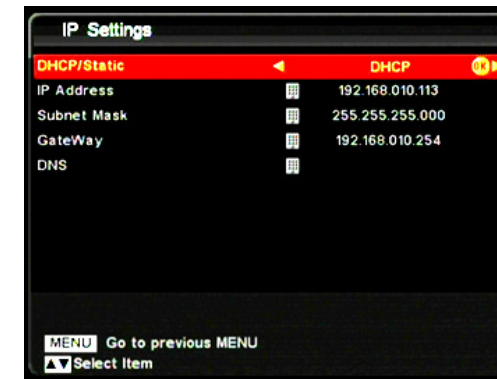 IP Settings
DHCP/Static DHCP OK
IP Address 192.168.010.113
Subnet Mask 255.255.255.000
GateWay 192.168.010.254
DNS
MENU Go to previous MENU
Select Item